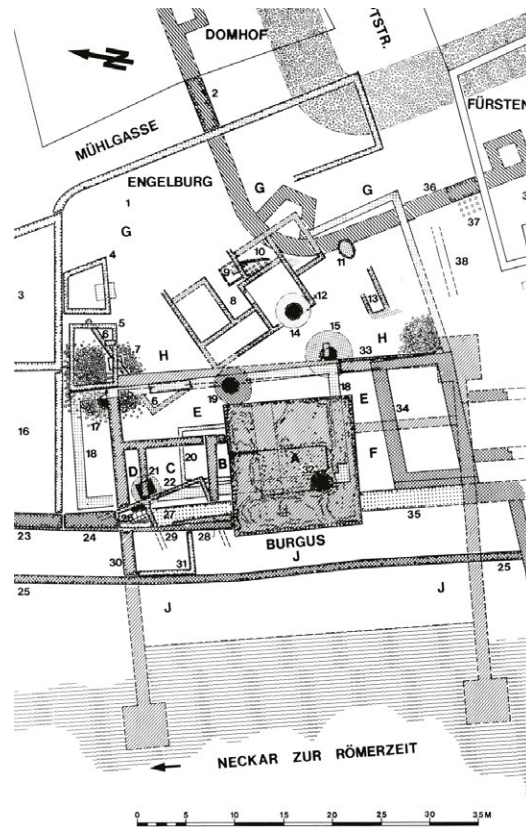 DOMHOF
TSTR.
N
2
MÜHLGASSE
FÜRSTEN
ENGELBURG
1
G
G
G
36
37
38
3
4
10
9
11
8
12
13
14
5
6
7
15
H
H
33
16
17
18
6
19
18
E
E
34
D
21
C
20
B
A
32
F
22
27
35
23
24
29
28
BURGUS
J
30
31
25
25
J
J
NECKAR ZUR RÖMERZEIT
0 5 10 15 20 25 30 35 M